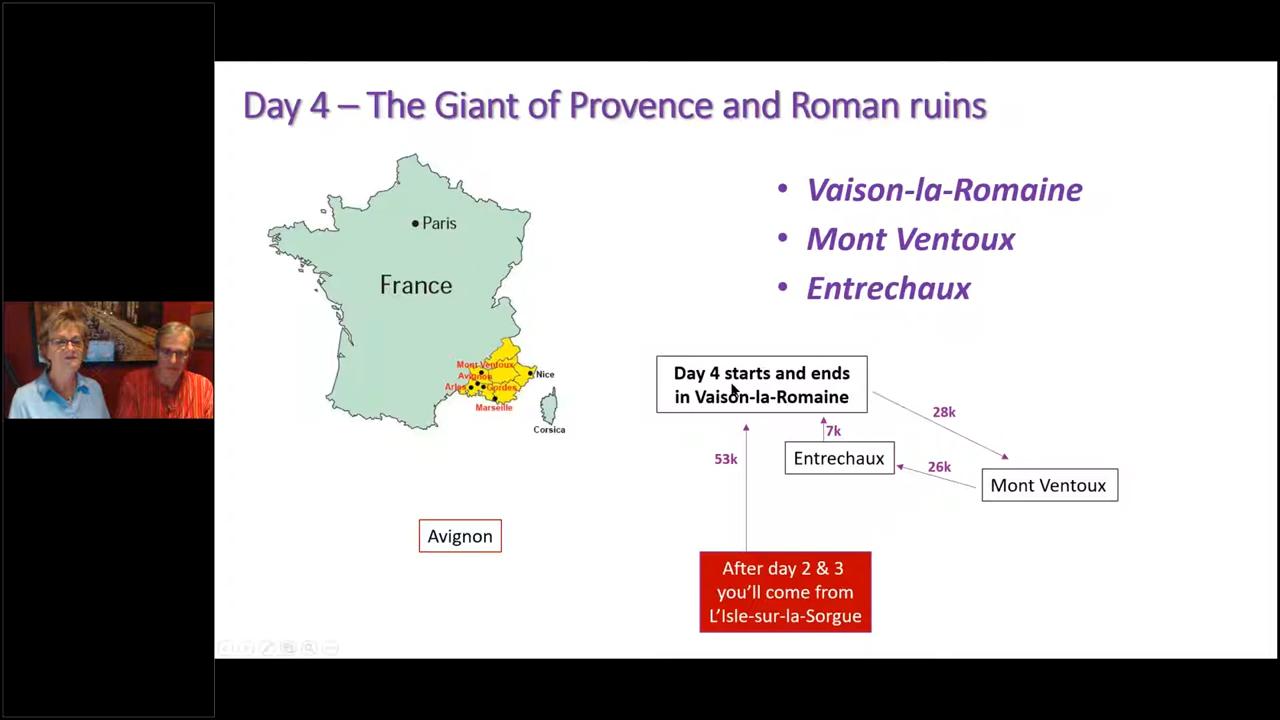 Day 4 – The Giant of Provence and Roman ruins
• Vaison-la-Romaine
• Mont Ventoux
• Entrechaux
Paris
France
Mont Ventoux
Avignon
Arles
Gordes
Nice
Marseille
Corsica
Day 4 starts and ends
in Vaison-la-Romaine
28k
7k
53k
Entrechaux
26k
Mont Ventoux
Avignon
After day 2 & 3
you’ll come from
L’Isle-sur-la-Sorgue